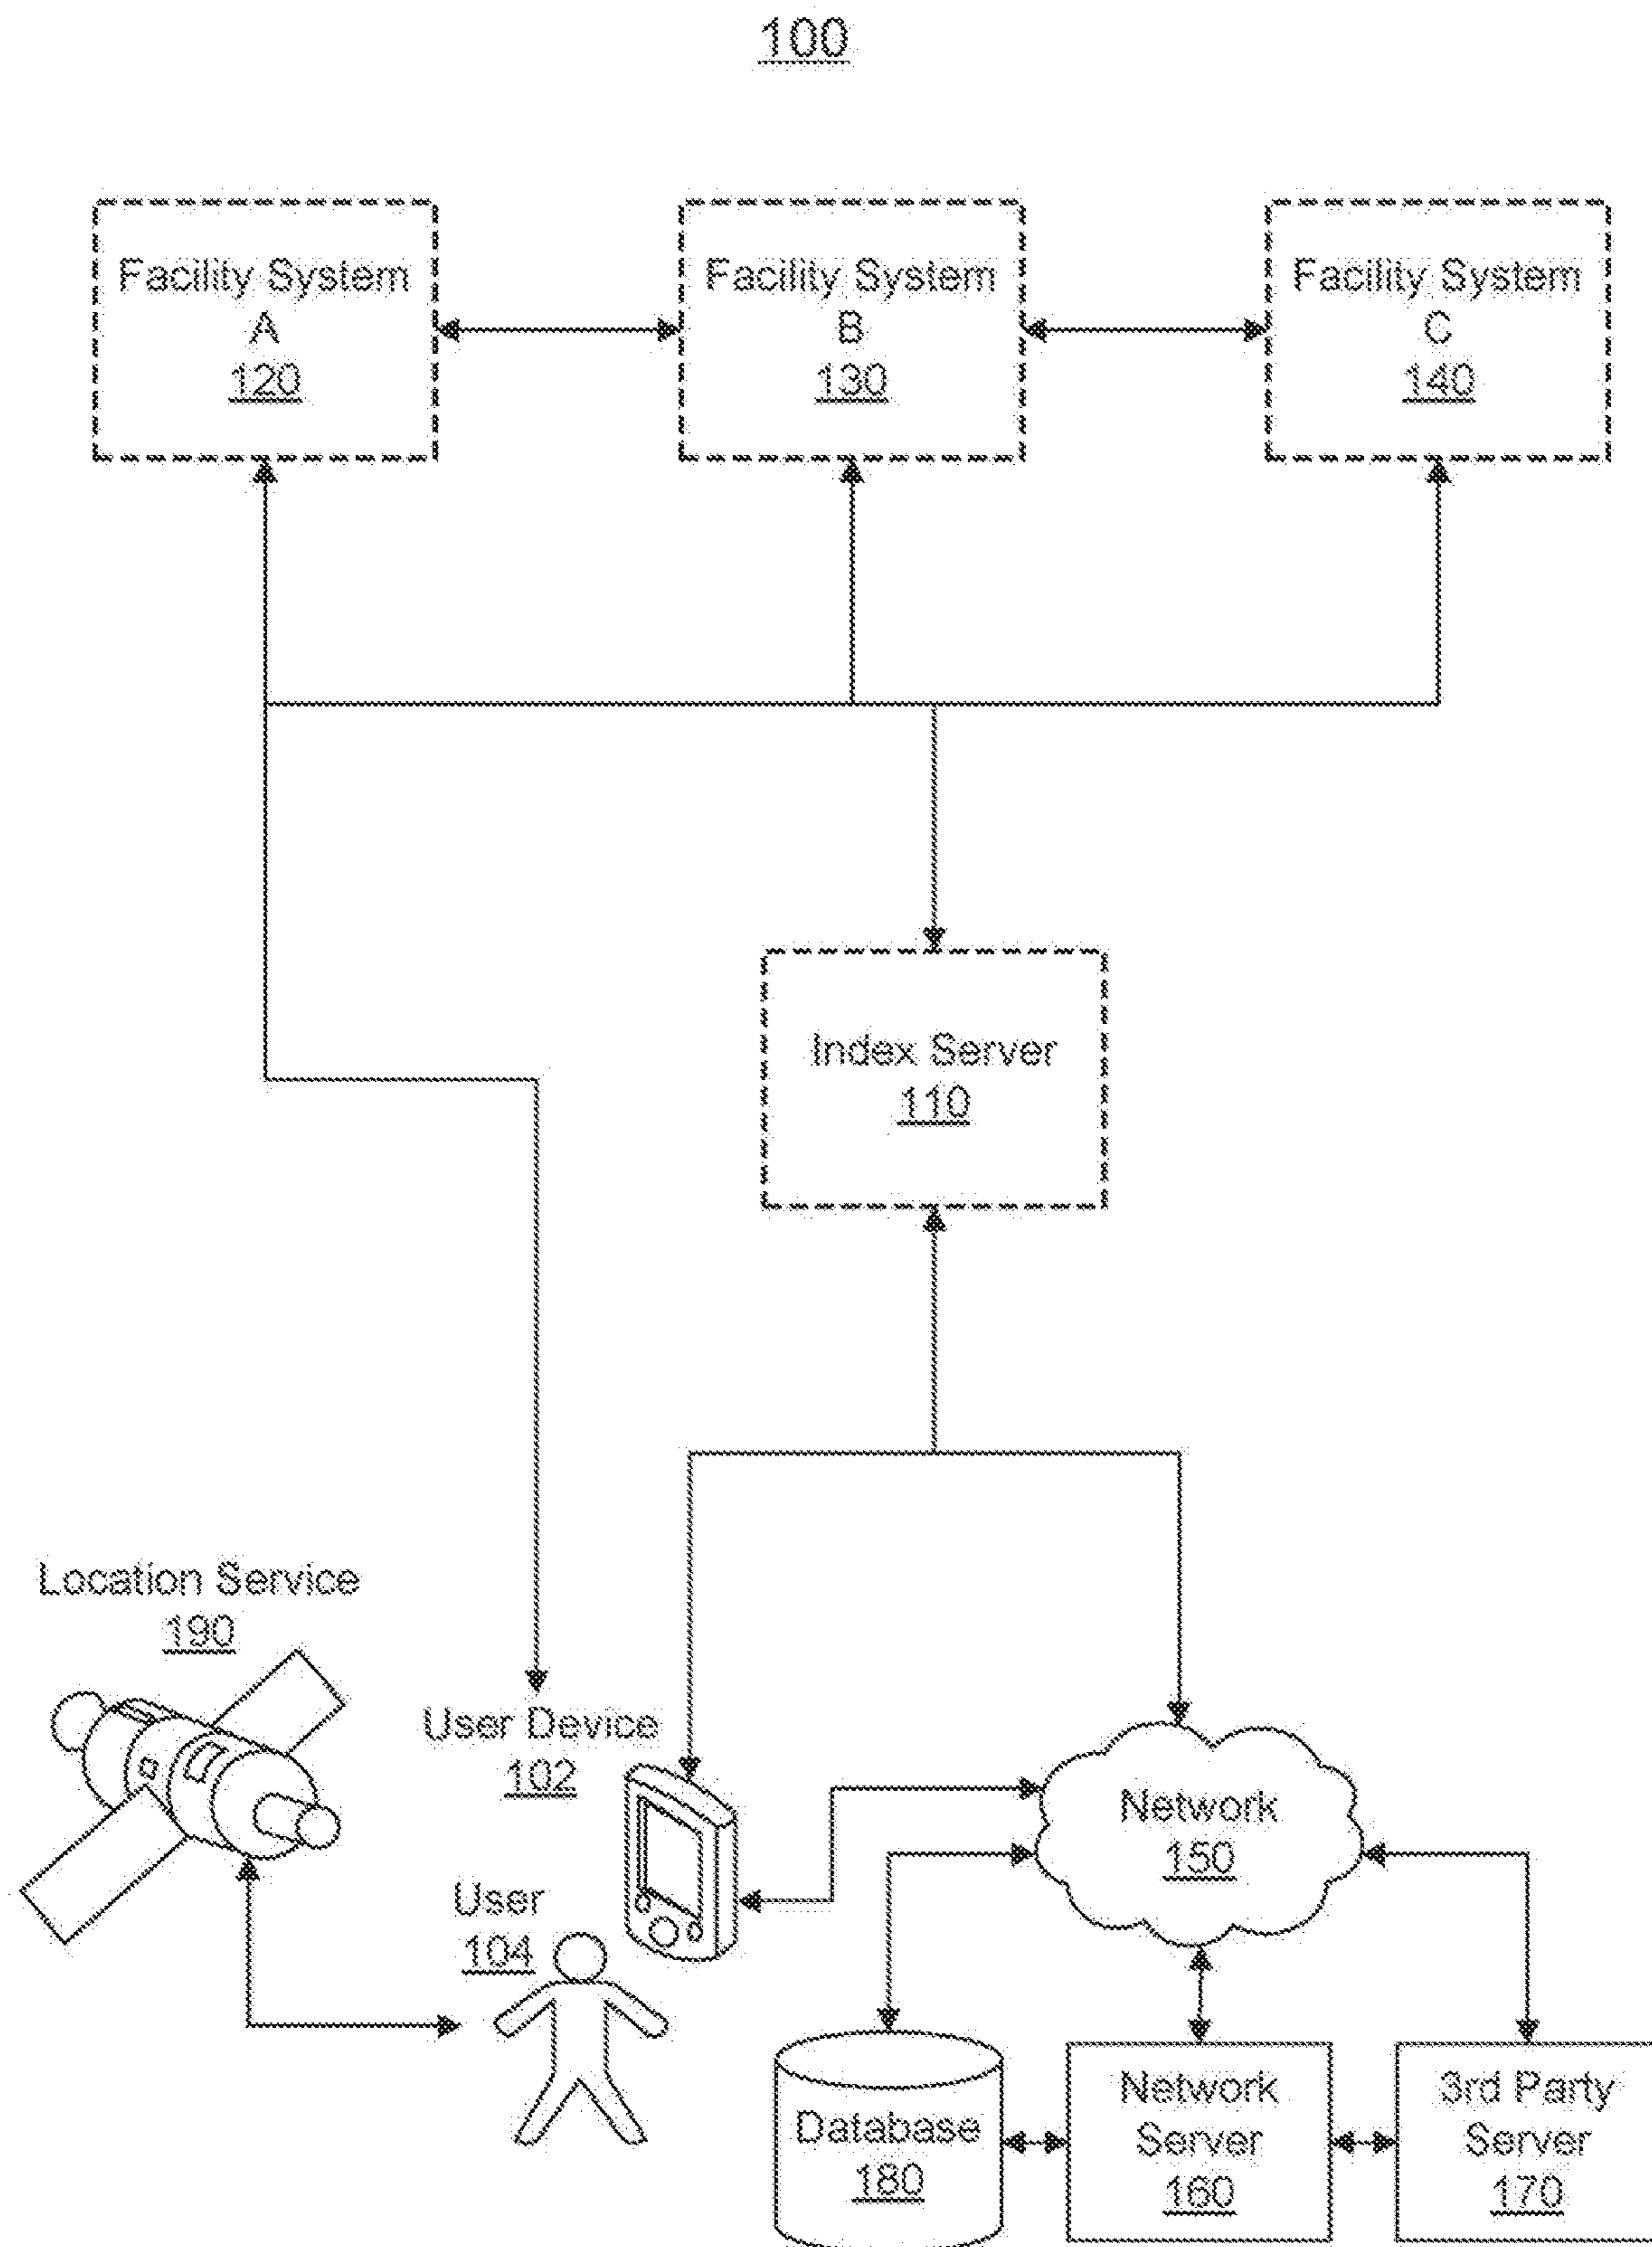 100
Facility System
A
120
Facility System
B
130
Facility System
C
140
Index Server
110
Location Service
190
User Device
102
User
104
Network
150
Database
180
Network
Server
160
3rd Party
Server
170